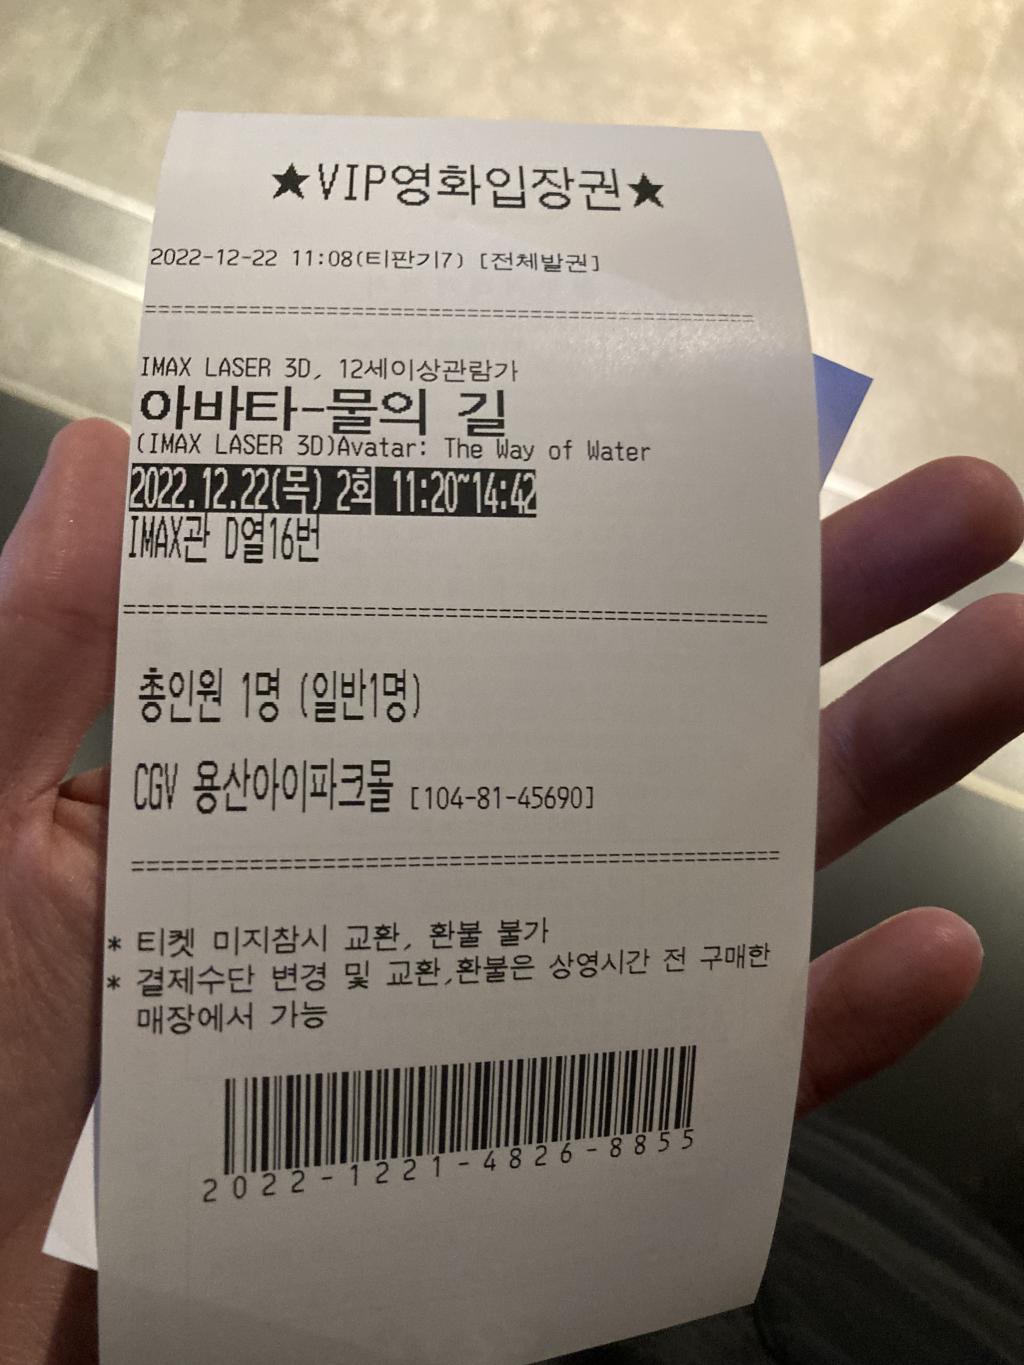 ★VIP영화입장권★
2022-12-22 11:08(티판기7) [전체발권]
===============================================
IMAX LASER 3D, 12세이상관람가
아바타-물의 길
(IMAX LASER 3D)Avatar: The Way of Water
2022.12.22(목) 2회 11:20~14:42
IMAX관 D열16번
===============================================
총인원 1명 (일반1명)
CGV 용산아이파크몰 [104-81-45690]
===============================================
* 티켓 미지참시 교환, 환불 불가
* 결제수단 변경 및 교환,환불은 상영시간 전 구매한
매장에서 가능
2022-1221-4826-8855